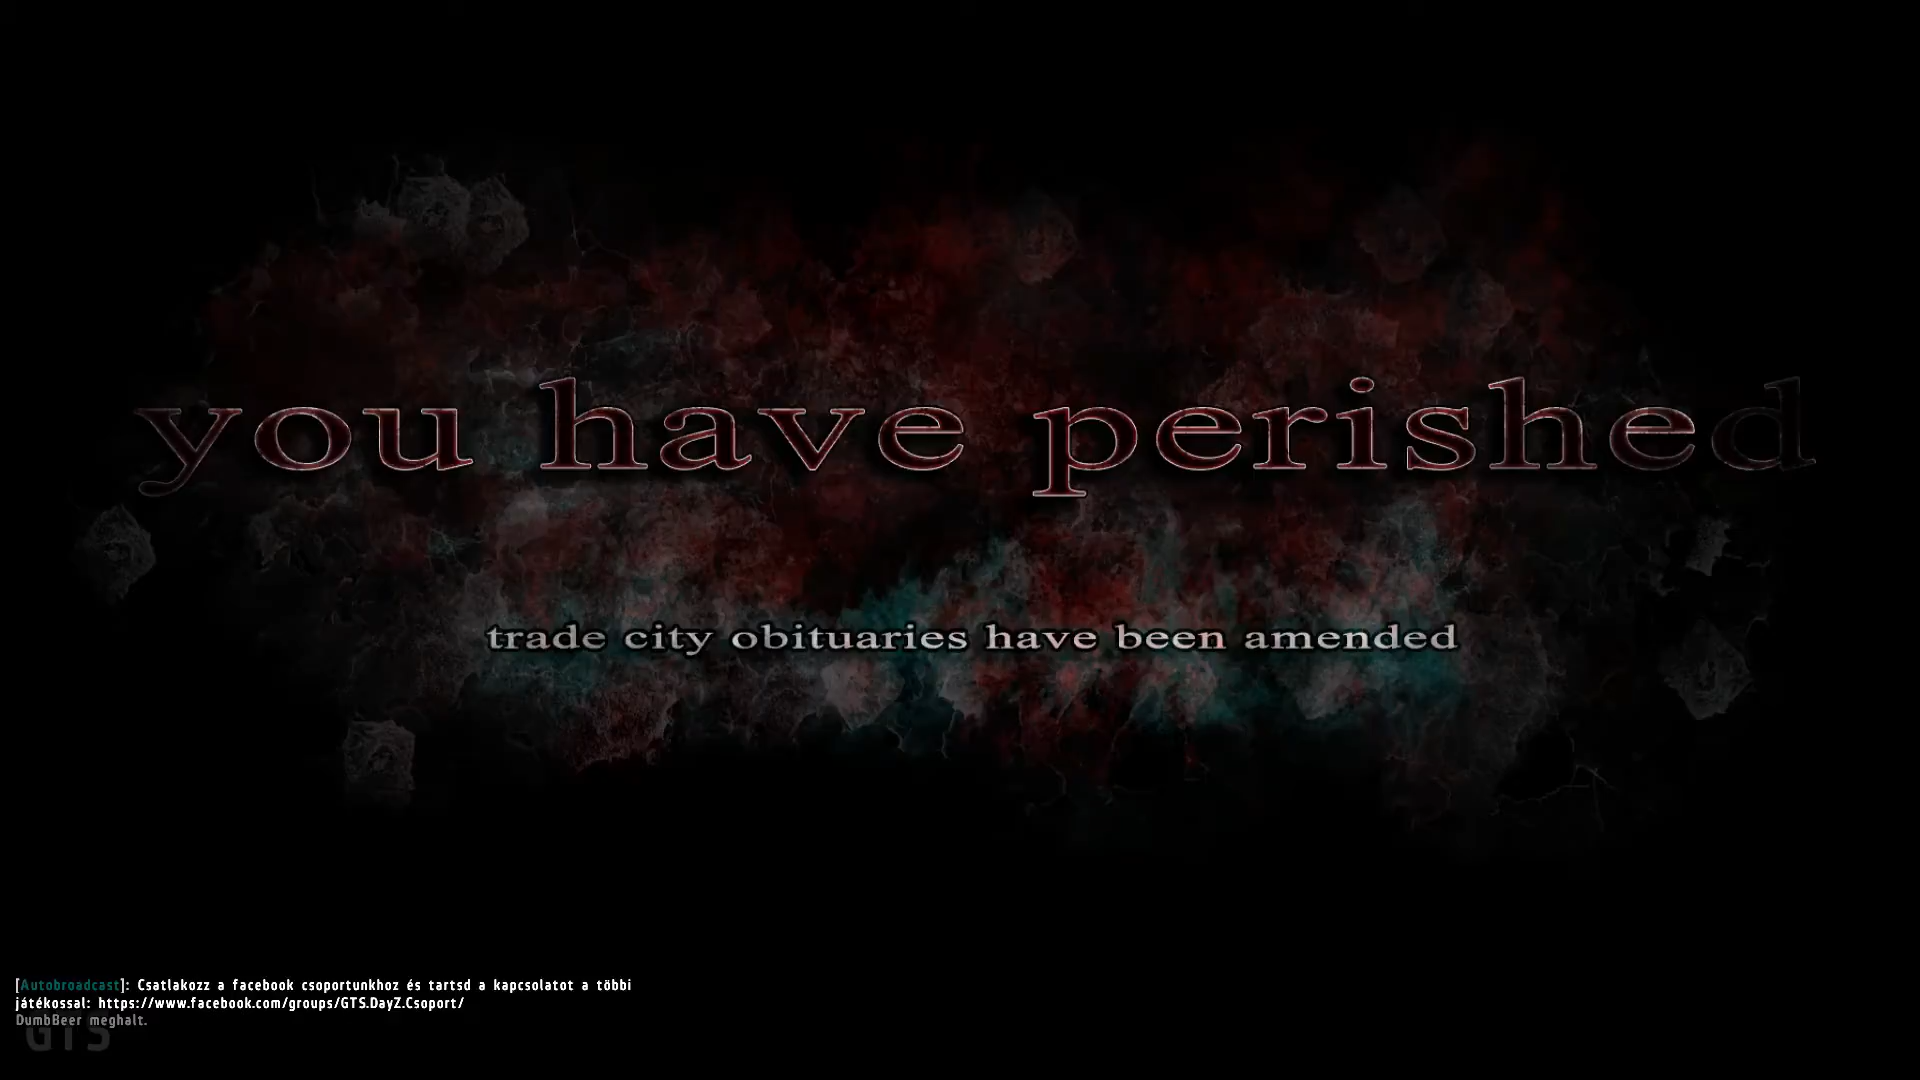 you have perished
trade city obituaries have been amended
[Autobroadcast]: Csatlakozz a facebook csoportunkhoz és tartsd a kapcsolatot a többi
játékossal: https://www.facebook.com/groups/GTS.DayZ.Csoport/
DumbBeer meghalt.
GTS